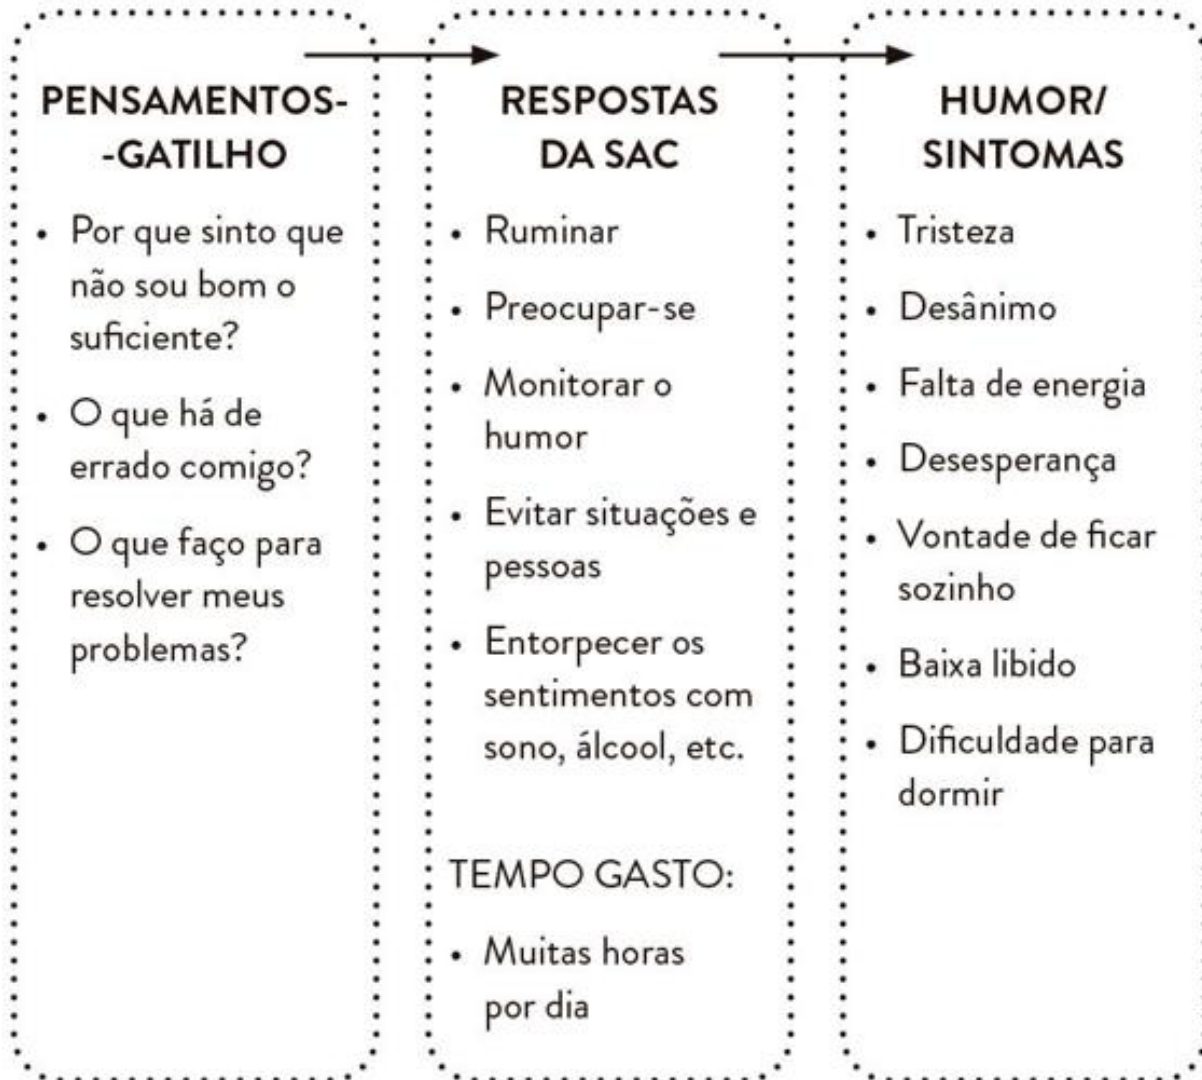 PENSAMENTOS-
-GATILHO
• Por que sinto que
não sou bom o
suficiente?
• O que há de
errado comigo?
• O que faço para
resolver meus
problemas?
RESPOSTAS
DA SAC
• Ruminar
• Preocupar-se
• Monitorar o
humor
• Evitar situações e
pessoas
• Entorpecer os
sentimentos com
sono, álcool, etc.
TEMPO GASTO:
• Muitas horas
por dia
HUMOR/
SINTOMAS
• Tristeza
• Desânimo
• Falta de energia
• Desesperança
• Vontade de ficar
sozinho
• Baixa libido
• Dificuldade para
dormir